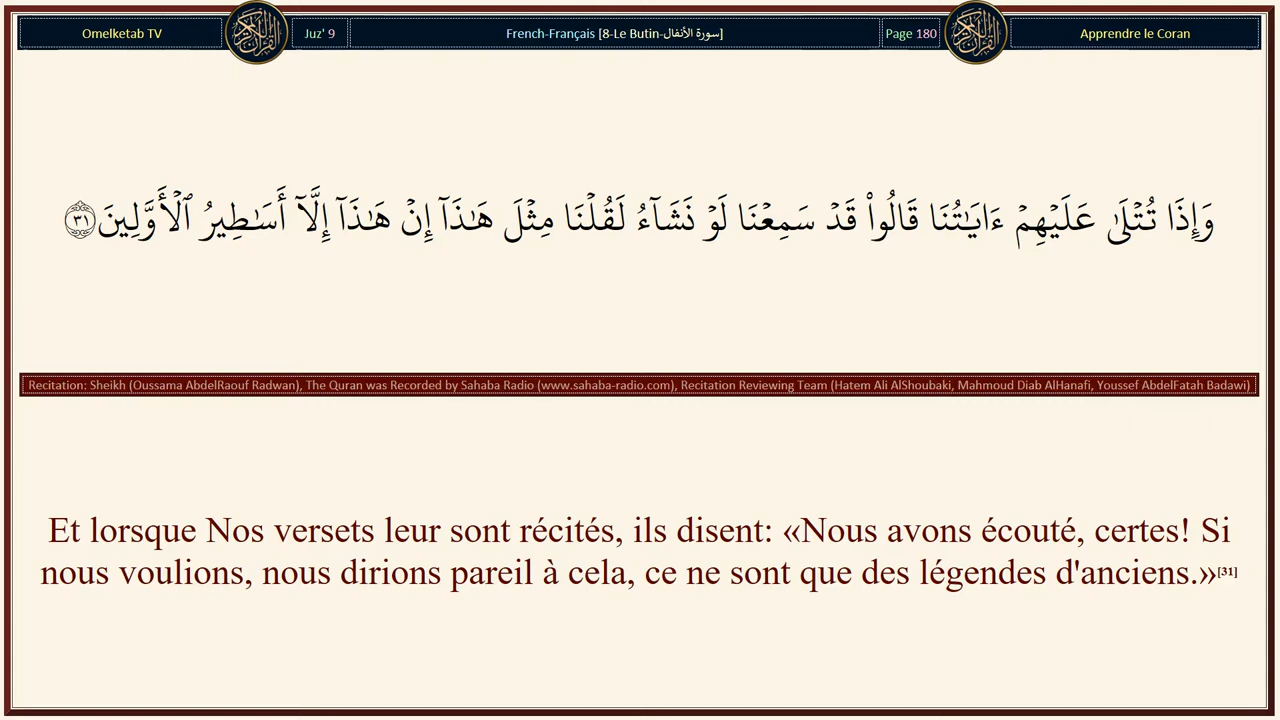 Omelketab TV
Juz' 9
French-Français [8-Le Butin-سورة الأنفال]
Page 180
Apprendre le Coran
وَإِذَا تُتۡلَىٰ عَلَيۡهِمۡ ءَايَٰتُنَا قَالُواْ قَدۡ سَمِعۡنَا لَوۡ نَشَآءُ لَقُلۡنَا مِثۡلَ هَٰذَآ إِنۡ هَٰذَآ إِلَّآ أَسَٰطِيرُ ٱلۡأَوَّلِينَ ٣١
Recitation: Sheikh (Oussama AbdelRaouf Radwan), The Quran was Recorded by Sahaba Radio (www.sahaba-radio.com), Recitation Reviewing Team (Hatem Ali AlShoubaki, Mahmoud Diab AlHanafi, Youssef AbdelFatah Badawi)
Et lorsque Nos versets leur sont récités, ils disent: «Nous avons écouté, certes! Si
nous voulions, nous dirions pareil à cela, ce ne sont que des légendes d'anciens.»[31]